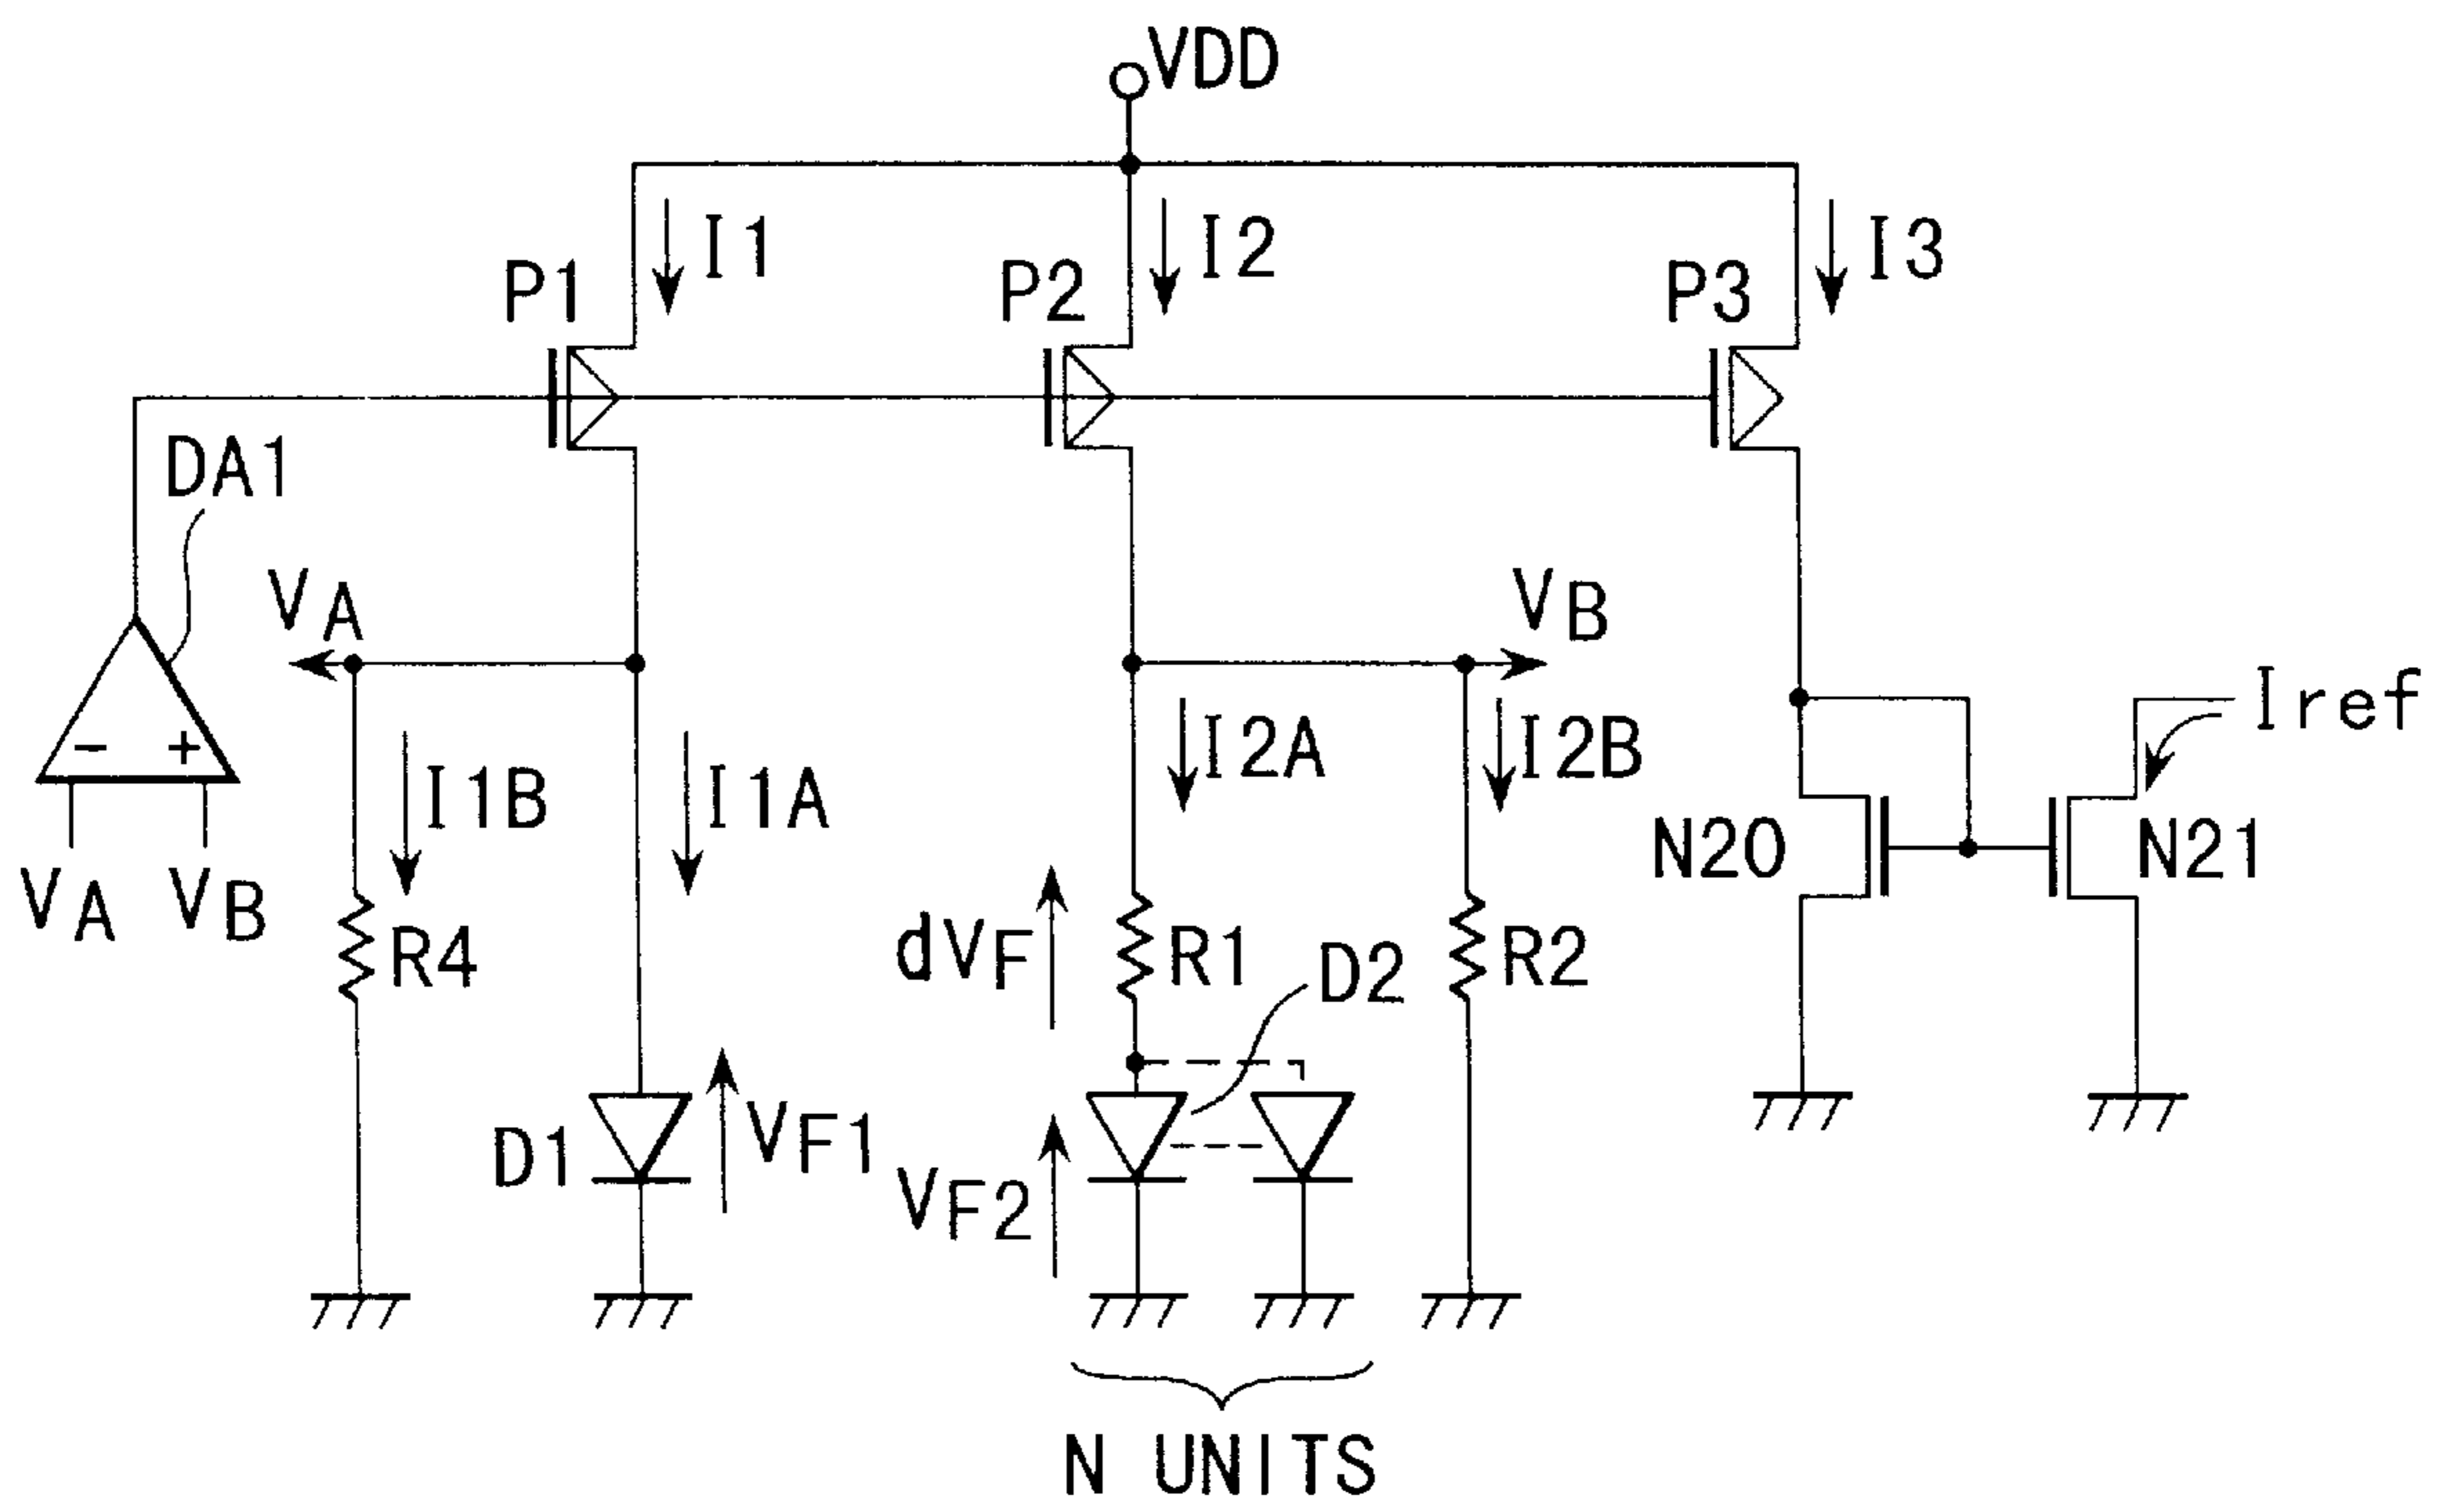 VDD
I1
I2
I3
P1
P2
P3
DA1
VA
VB
Iref
I1B
I1A
I2A
I2B
- +
N20
N21
VA
VB
R4
dVF
R1
D2
R2
D1
VF1
VF2
N UNITS